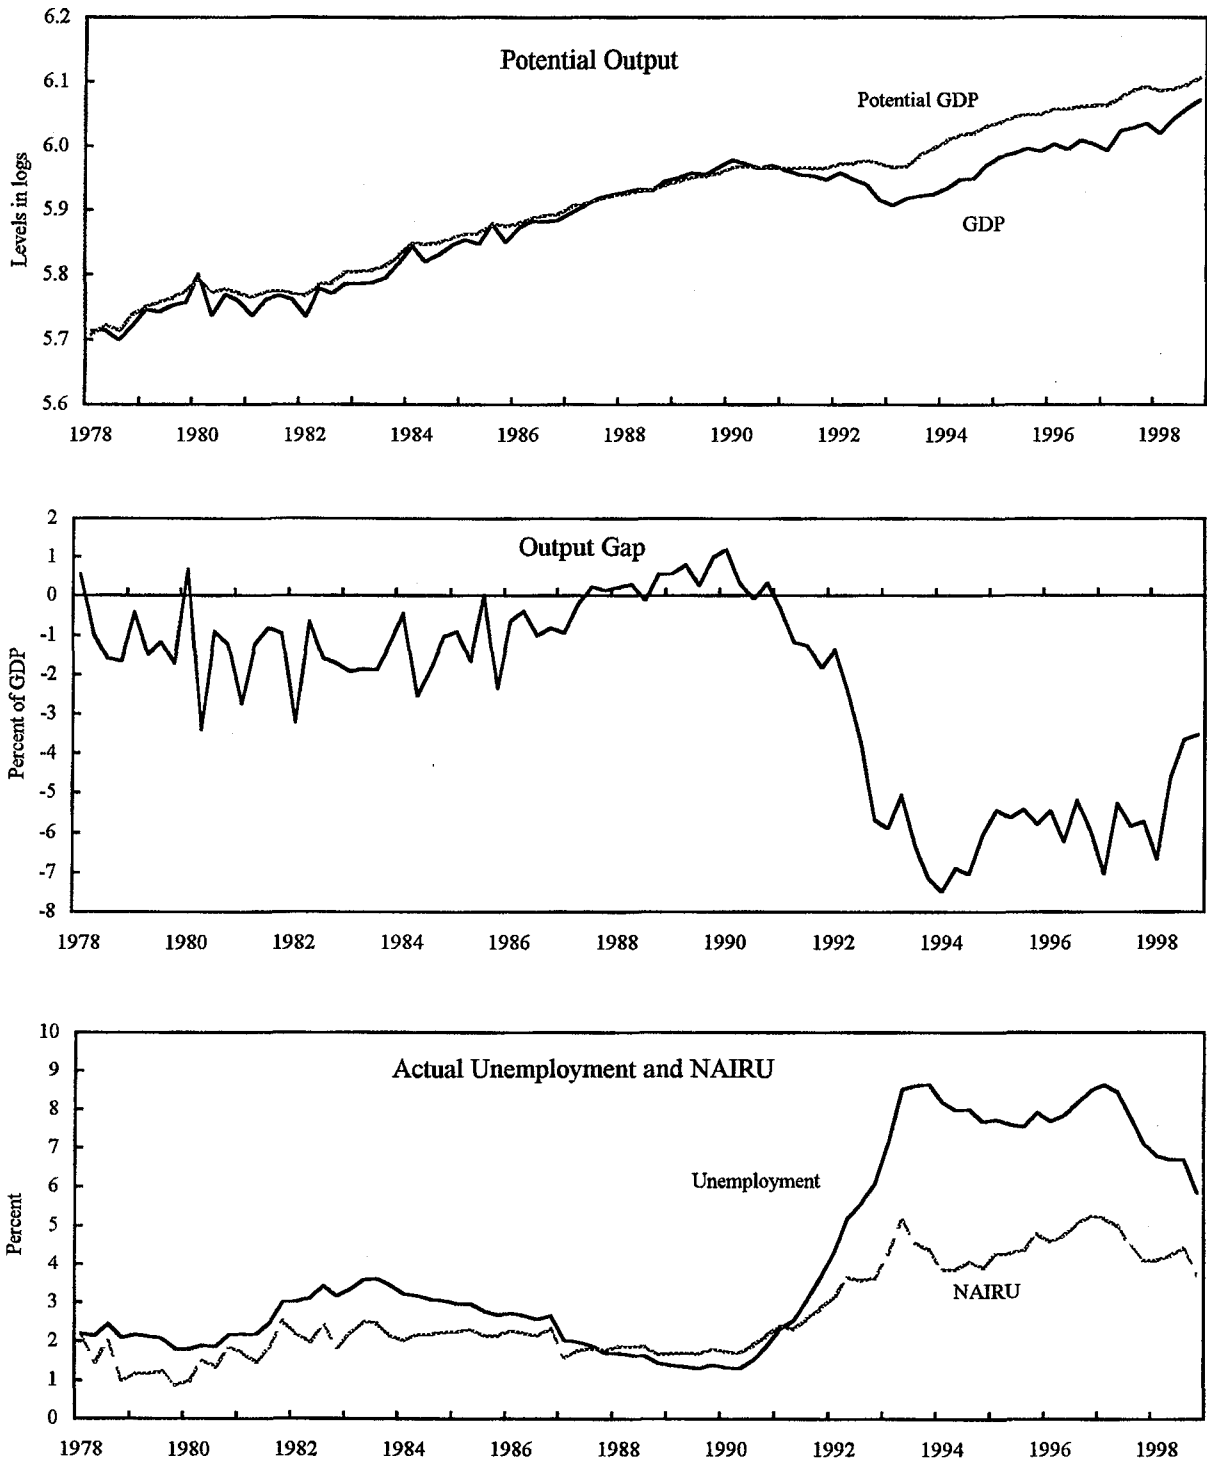 Potential Output
Levels in logs
6.2
6.1
6.0
5.9
5.8
5.7
5.6
Potential GDP
GDP
1978 1980 1982 1984 1986 1988 1990 1992 1994 1996 1998
Output Gap
Percent of GDP
2
1
0
-1
-2
-3
-4
-5
-6
-7
-8
1978 1980 1982 1984 1986 1988 1990 1992 1994 1996 1998
Actual Unemployment and NAIRU
Percent
10
9
8
7
6
5
4
3
2
1
0
Unemployment
NAIRU
1978 1980 1982 1984 1986 1988 1990 1992 1994 1996 1998